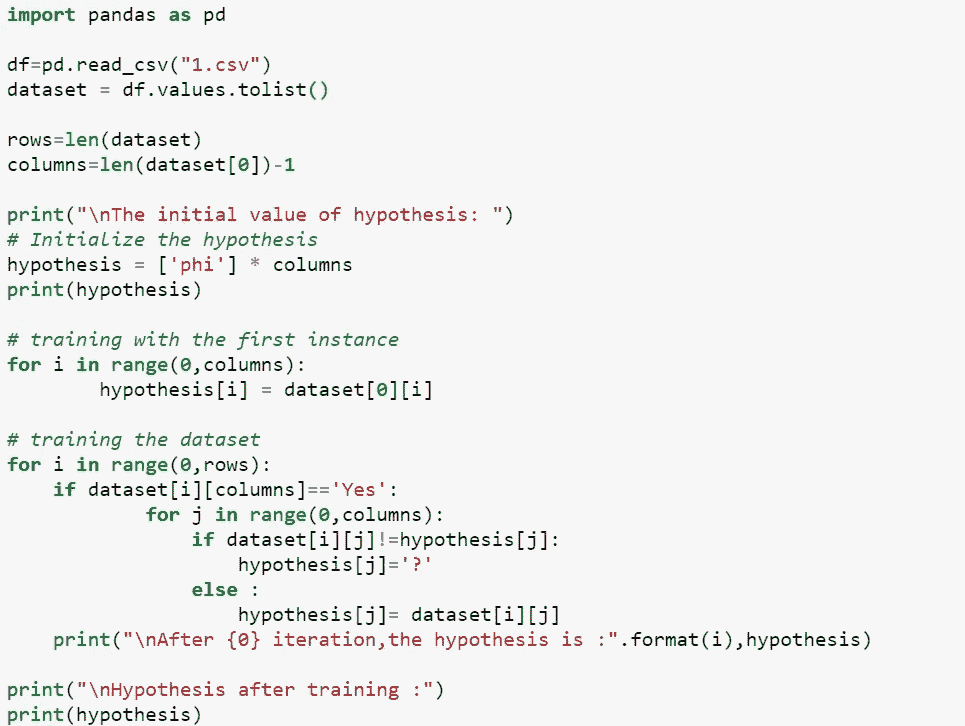 import pandas as pd
df=pd.read_csv("1.csv")
dataset = df.values.tolist()
rows=len(dataset)
columns=len(dataset[0])-1
print("\nThe initial value of hypothesis: ")
# Initialize the hypothesis
hypothesis = ['phi'] * columns
print(hypothesis)
# training with the first instance
for i in range(0,columns):
        hypothesis[i] = dataset[0][i]
# training the dataset
for i in range(0,rows):
    if dataset[i][columns]=='Yes':
            for j in range(0,columns):
                if dataset[i][j]!=hypothesis[j]:
                    hypothesis[j]='?'
                else :
                    hypothesis[j]= dataset[i][j]
    print("\nAfter {0} iteration,the hypothesis is :".format(i),hypothesis)
print("\nHypothesis after training :")
print(hypothesis)